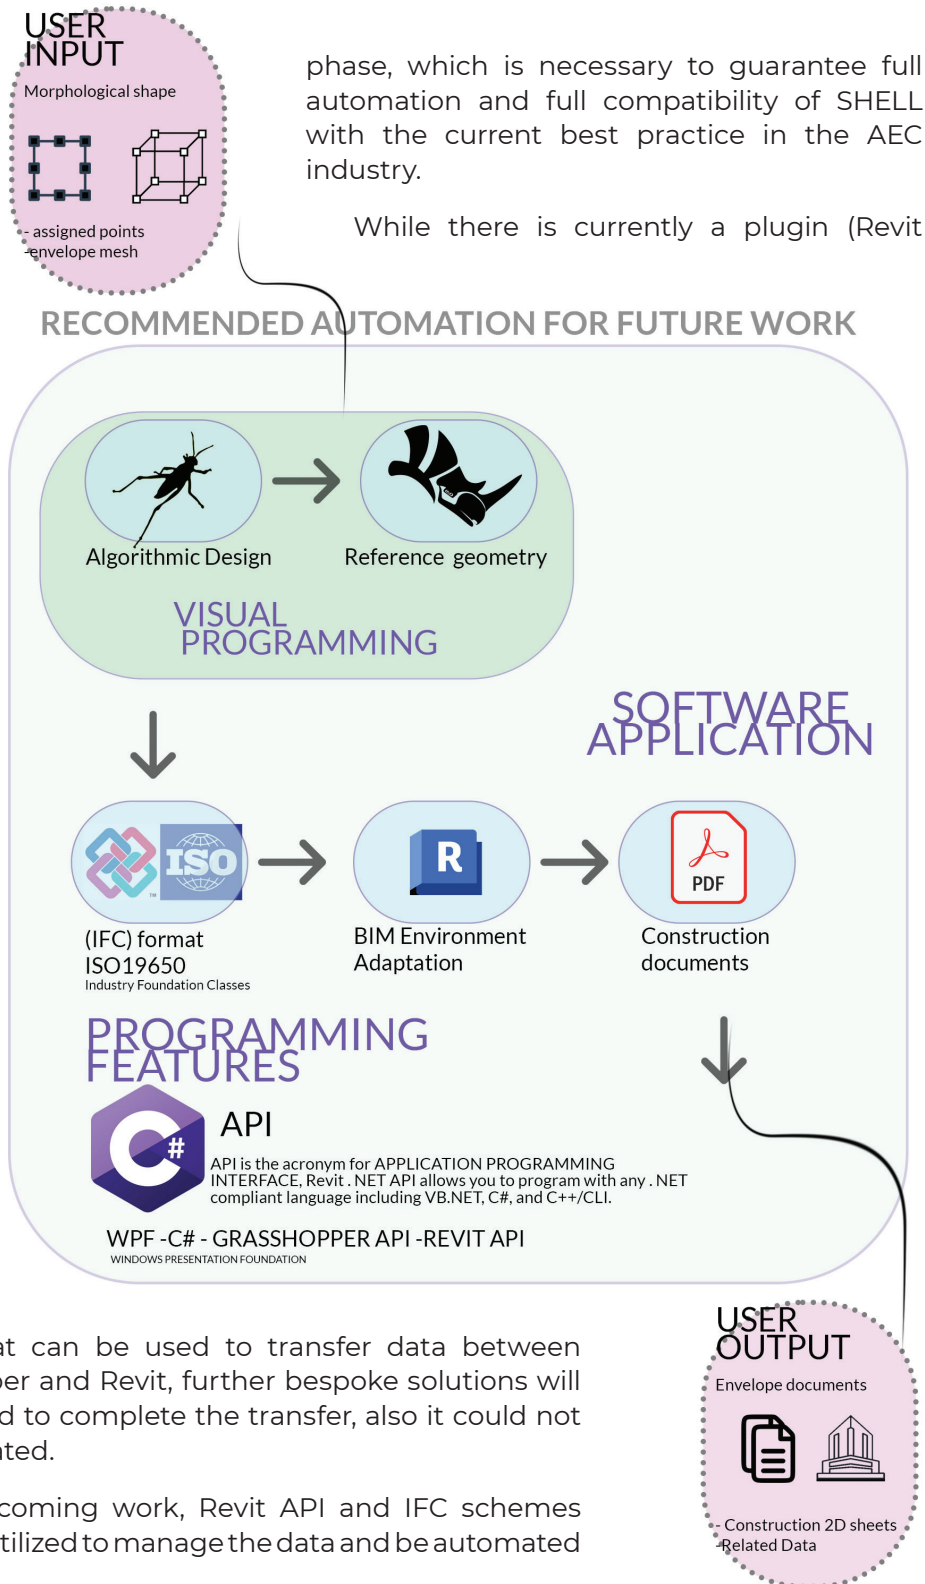 USER
INPUT
Morphological shape
- assigned points
-envelope mesh
phase, which is necessary to guarantee full
automation and full compatibility of SHELL
with the current best practice in the AEC
industry.
While there is currently a plugin (Revit
RECOMMENDED AUTOMATION FOR FUTURE WORK
Algorithmic Design
Reference geometry
VISUAL
PROGRAMMING
SOFTWARE
APPLICATION
ISO
R
PDF
(IFC) format
ISO19650
Industry Foundation Classes
BIM Environment
Adaptation
Construction
documents
PROGRAMMING
FEATURES
C#
API
API is the acronym for APPLICATION PROGRAMMING
INTERFACE, Revit . NET API allows you to program with any . NET
compliant language including VB.NET, C#, and C++/CLI.
WPF -C# - GRASSHOPPER API -REVIT API
WINDOWS PRESENTATION FOUNDATION
can be used to transfer data between
and Revit, further bespoke solutions will
to complete the transfer, also it could not
coming work, Revit API and IFC schemes
to manage the data and be automated
USER
OUTPUT
Envelope documents
- Construction 2D sheets
-Related Data